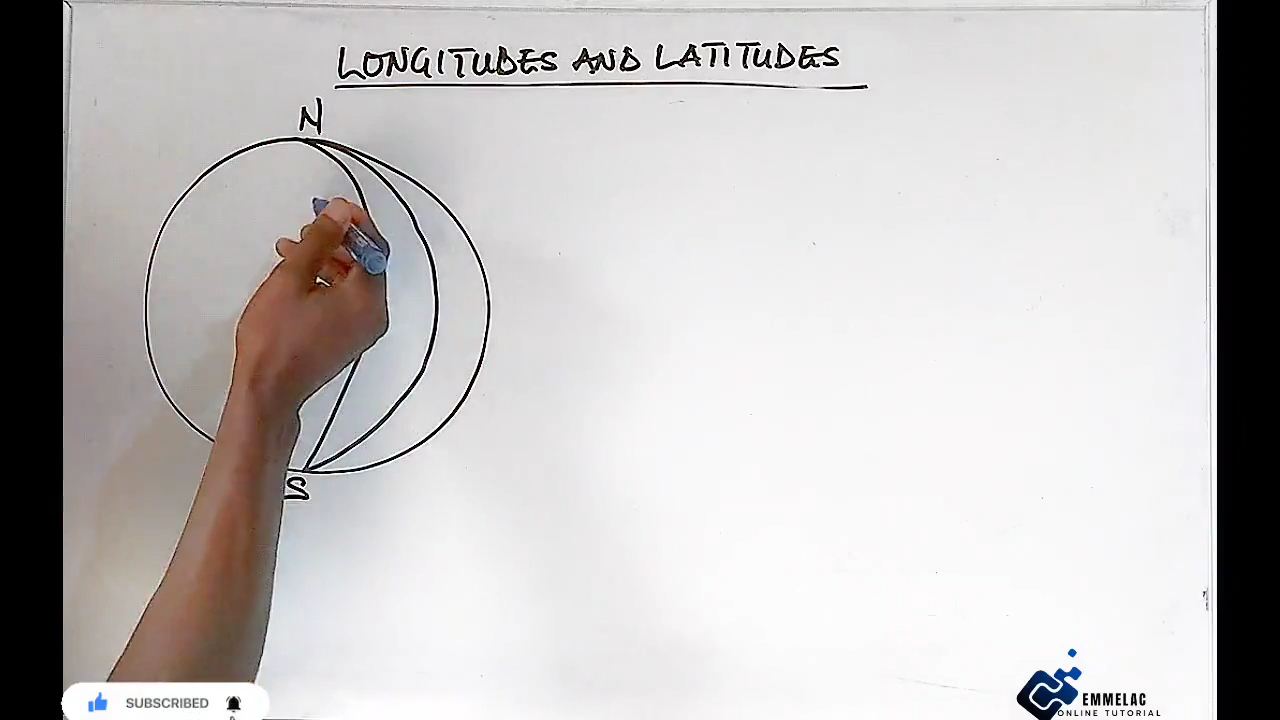 LONGITUDES AND LATITUDES
N
S
SUBSCRIBED
EMMELAC
ONLINE TUTORIAL